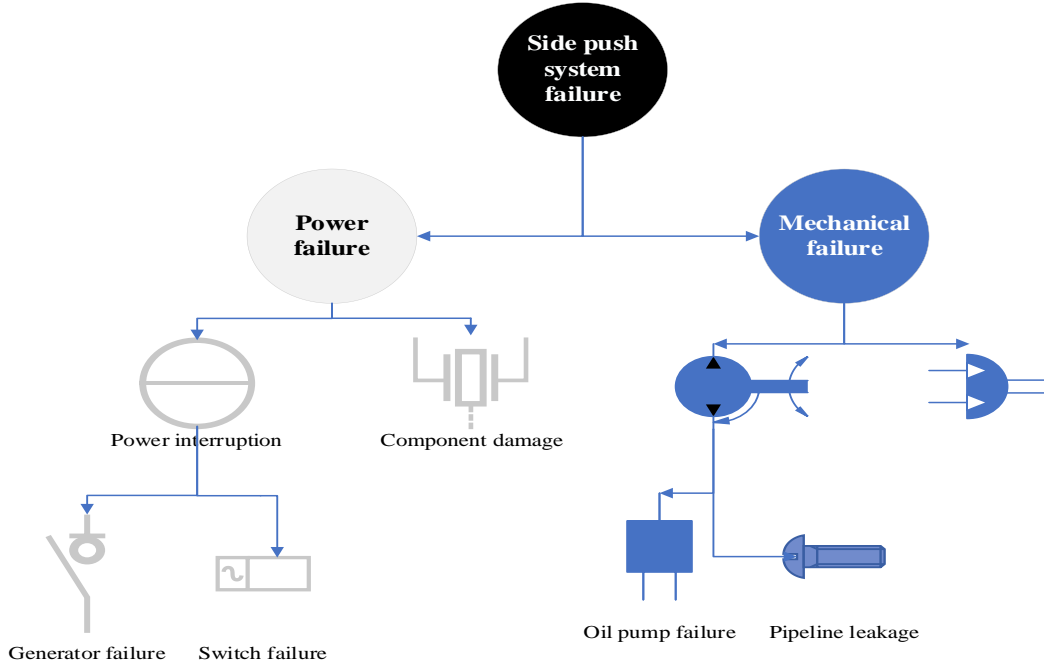 Side push
system
failure
Power
failure
Mechanical
failure
Power interruption
Component damage
Generator failure
Switch failure
Oil pump failure
Pipeline leakage